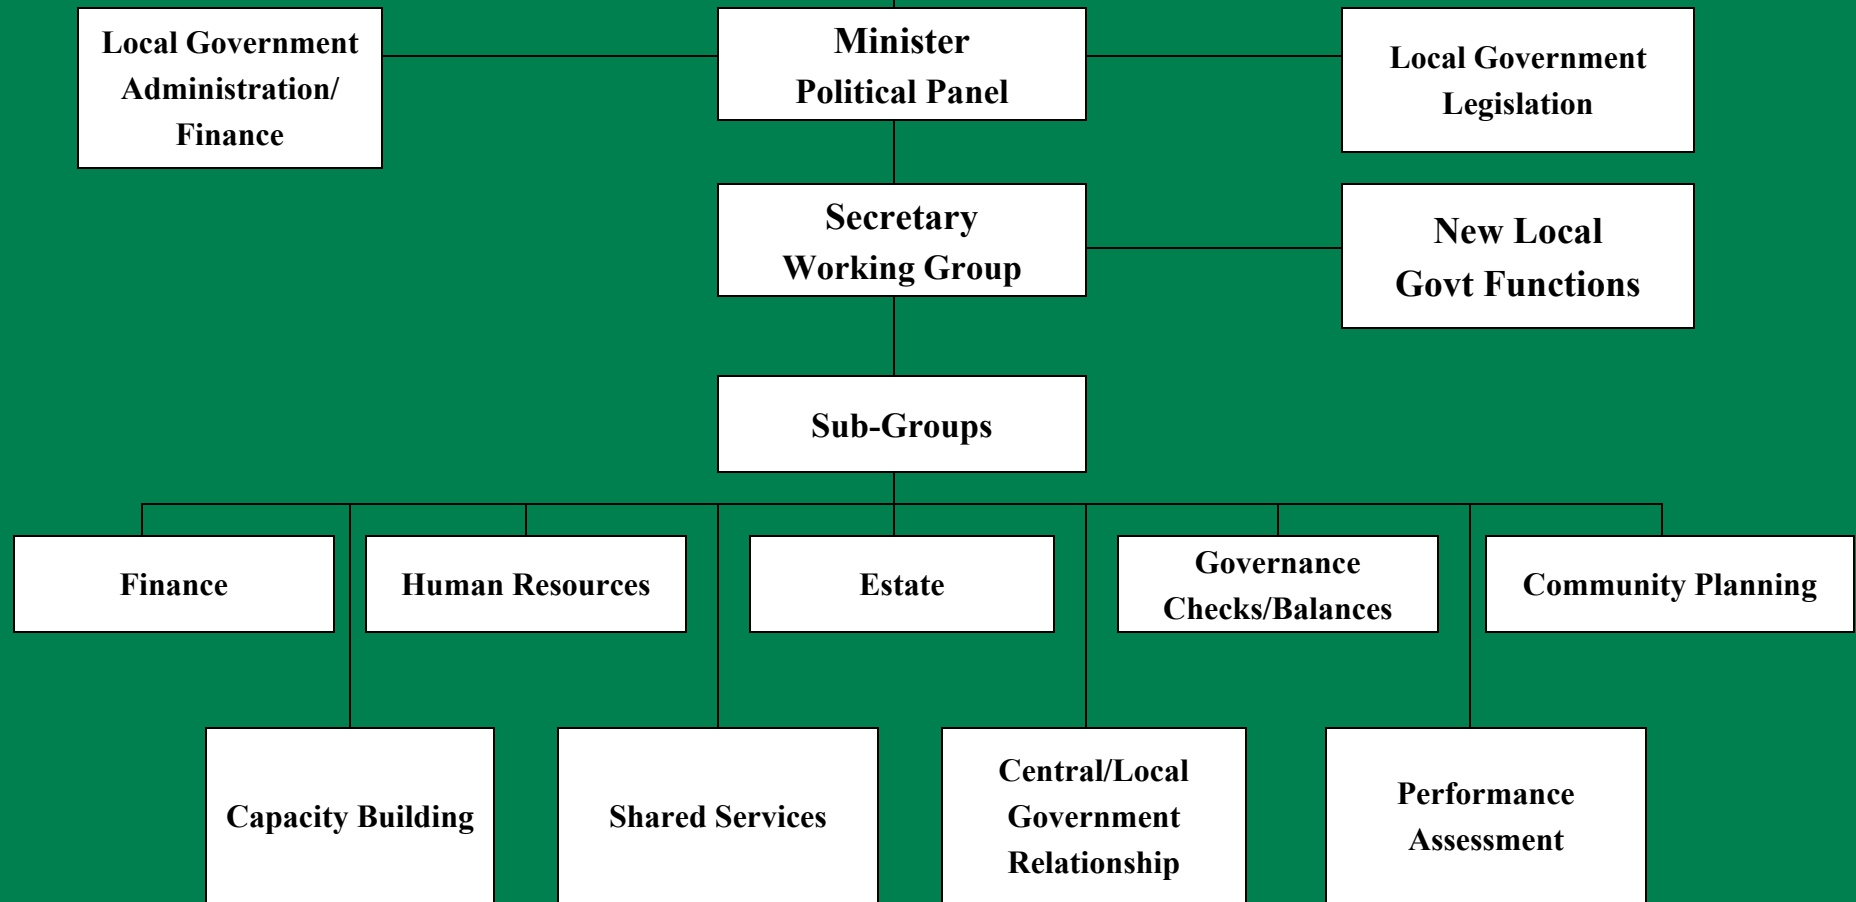 Local Government
Administration/
Finance
Minister
Political Panel
Local Government
Legislation
Secretary
Working Group
New Local
Govt Functions
Sub-Groups
Finance
Human Resources
Estate
Governance
Checks/Balances
Community Planning
Capacity Building
Shared Services
Central/Local
Government
Relationship
Performance
Assessment